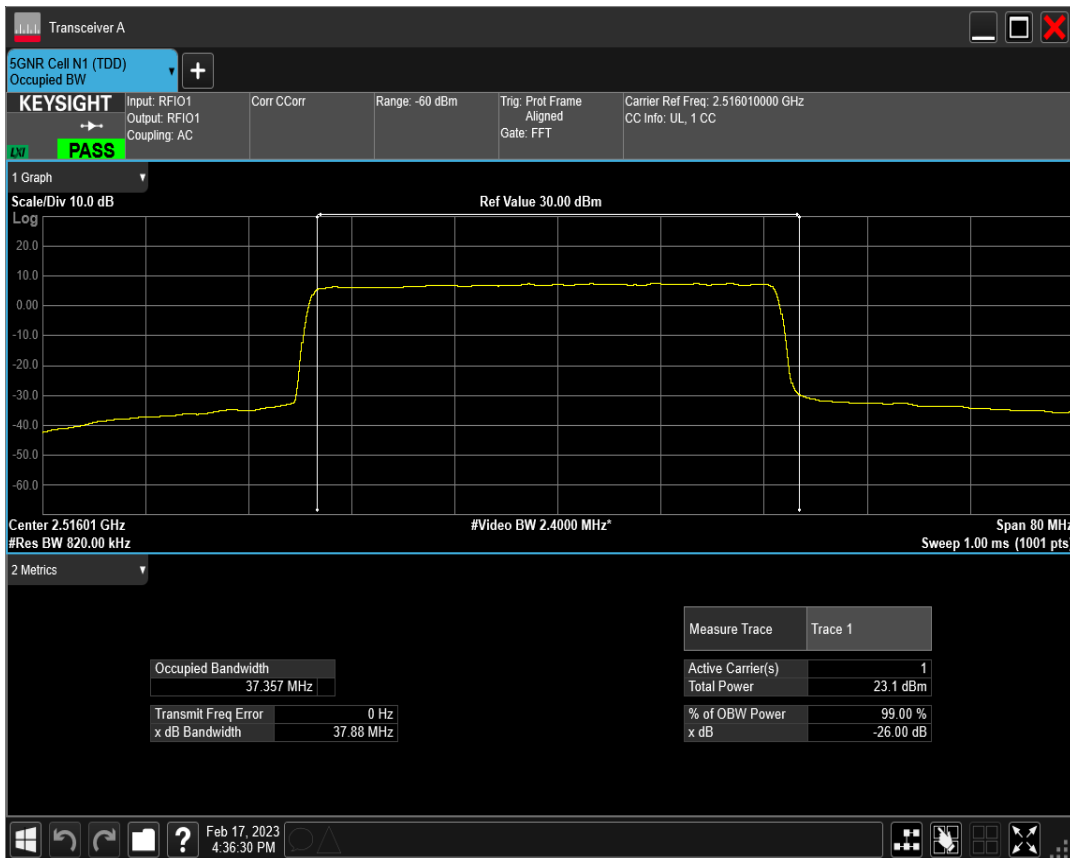 Transceiver A
5GNR Cell N1 (TDD)
Occupied BW
KEYSIGHT
LXI
PASS
Input: RFIO1
Output: RFIO1
Coupling: AC
Corr CCorr
Range: -60 dBm
Trig: Prot Frame
Aligned
Gate: FFT
Carrier Ref Freq: 2.516010000 GHz
CC Info: UL, 1 CC
1 Graph
Scale/Div 10.0 dB
Ref Value 30.00 dBm
Log
20.0
10.0
0.00
-10.0
-20.0
-30.0
-40.0
-50.0
-60.0
Center 2.51601 GHz
#Video BW 2.4000 MHz*
Span 80 MHz
#Res BW 820.00 kHz
Sweep 1.00 ms (1001 pts)
2 Metrics
Measure Trace Trace 1
Occupied Bandwidth
37.357 MHz
Active Carrier(s) 1
Total Power 23.1 dBm
Transmit Freq Error 0 Hz
x dB Bandwidth 37.88 MHz
% of OBW Power 99.00 %
x dB -26.00 dB
?
Feb 17, 2023
4:36:30 PM